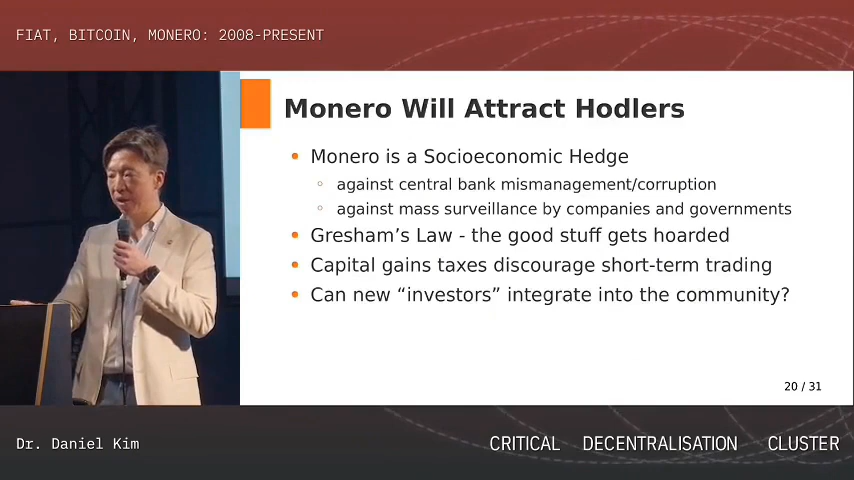 FIAT, BITCOIN, MONERO: 2008-PRESENT
Monero Will Attract Hodlers
• Monero is a Socioeconomic Hedge
◦ against central bank mismanagement/corruption
◦ against mass surveillance by companies and governments
• Gresham’s Law - the good stuff gets hoarded
• Capital gains taxes discourage short-term trading
• Can new “investors” integrate into the community?
20 / 31
Dr. Daniel Kim
CRITICAL DECENTRALISATION CLUSTER